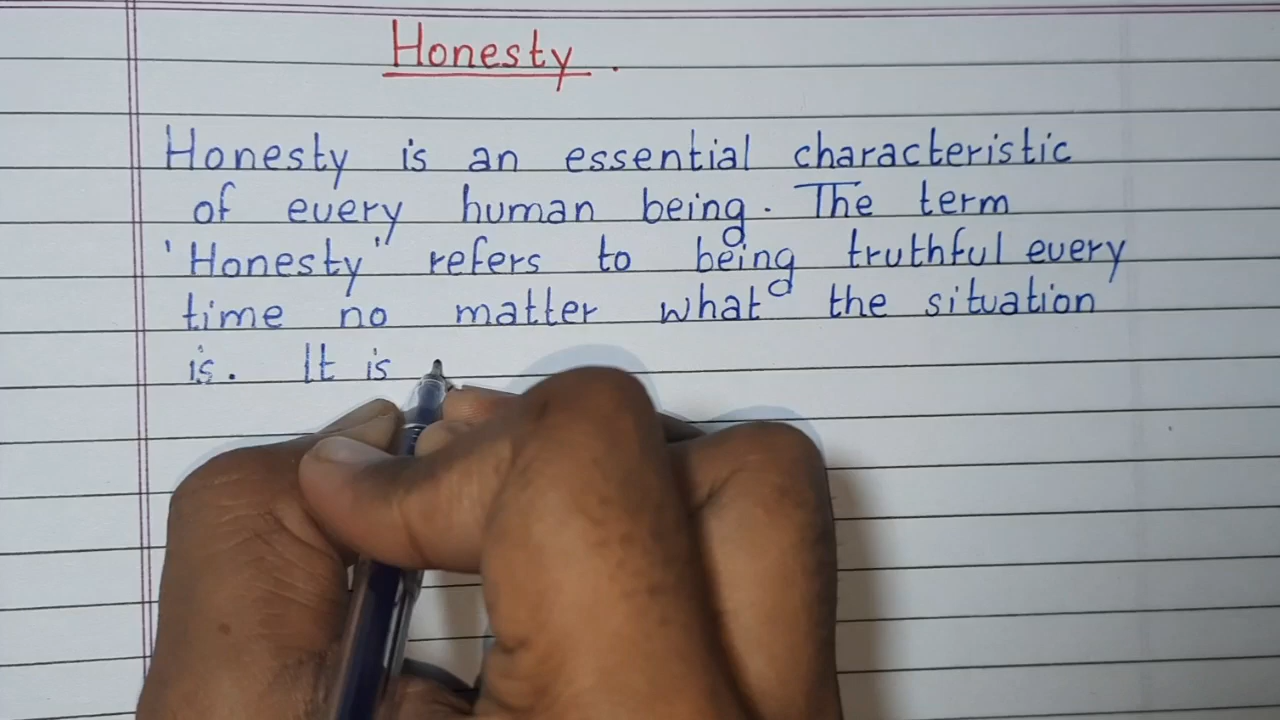 Honesty.
Honesty is an essential characteristic
of every human being. The term
'Honesty" refers to being truthful every
time no matter what the situation
is. It is